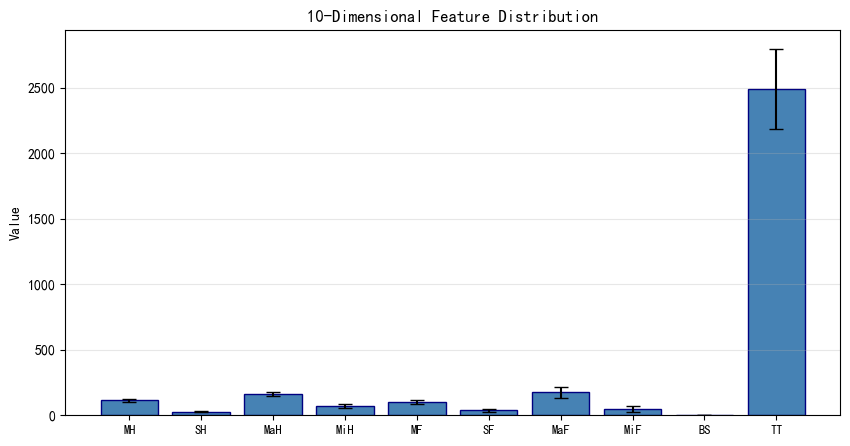 10-Dimensional Feature Distribution
Value
2500
2000
1500
1000
500
0
MH SH MaH MiH MF SF MaF MiF BS TT